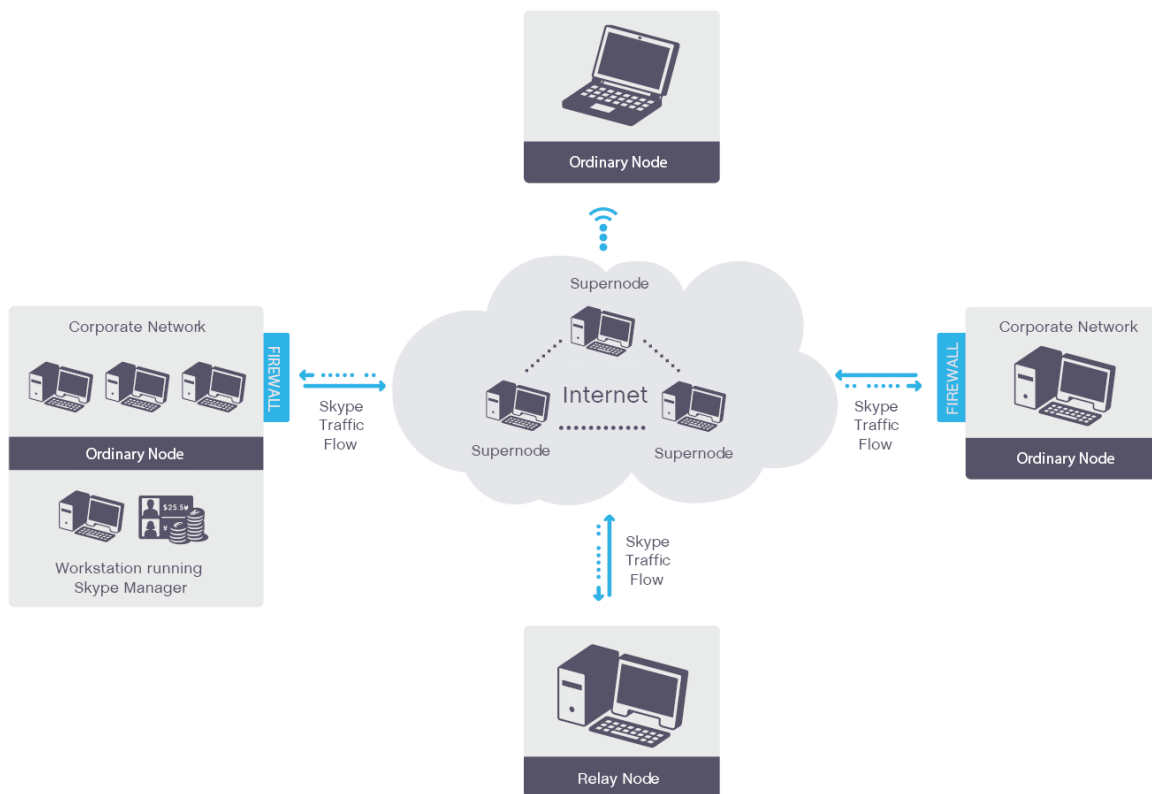 Ordinary Node
Supernode
Corporate Network
FIREWALL
Skype
Traffic
Flow
Ordinary Node
Workstation running
Skype Manager
Internet
Supernode
Supernode
Skype
Traffic
Flow
FIREWALL
Corporate Network
Ordinary Node
Skype
Traffic
Flow
Relay Node